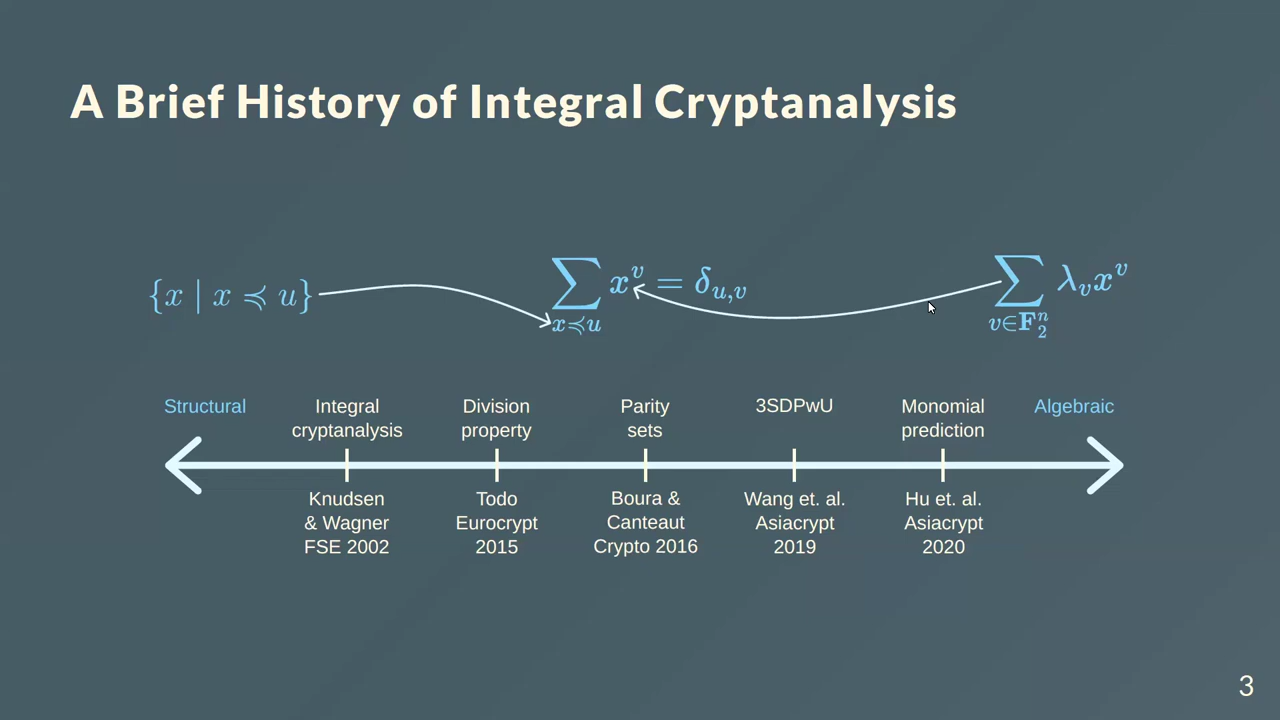 A Brief History of Integral Cryptanalysis
{x | x ≼ u}
∑_{x≼u} x^v = δ_{u,v}
∑_{v∈F_2^n} λ_v x^v
Structural
Integral
cryptanalysis
Division
property
Parity
sets
3SDPwU
Monomial
prediction
Algebraic
Knudsen
& Wagner
FSE 2002
Todo
Eurocrypt
2015
Boura &
Canteaut
Crypto 2016
Wang et. al.
Asiacrypt
2019
Hu et. al.
Asiacrypt
2020
3